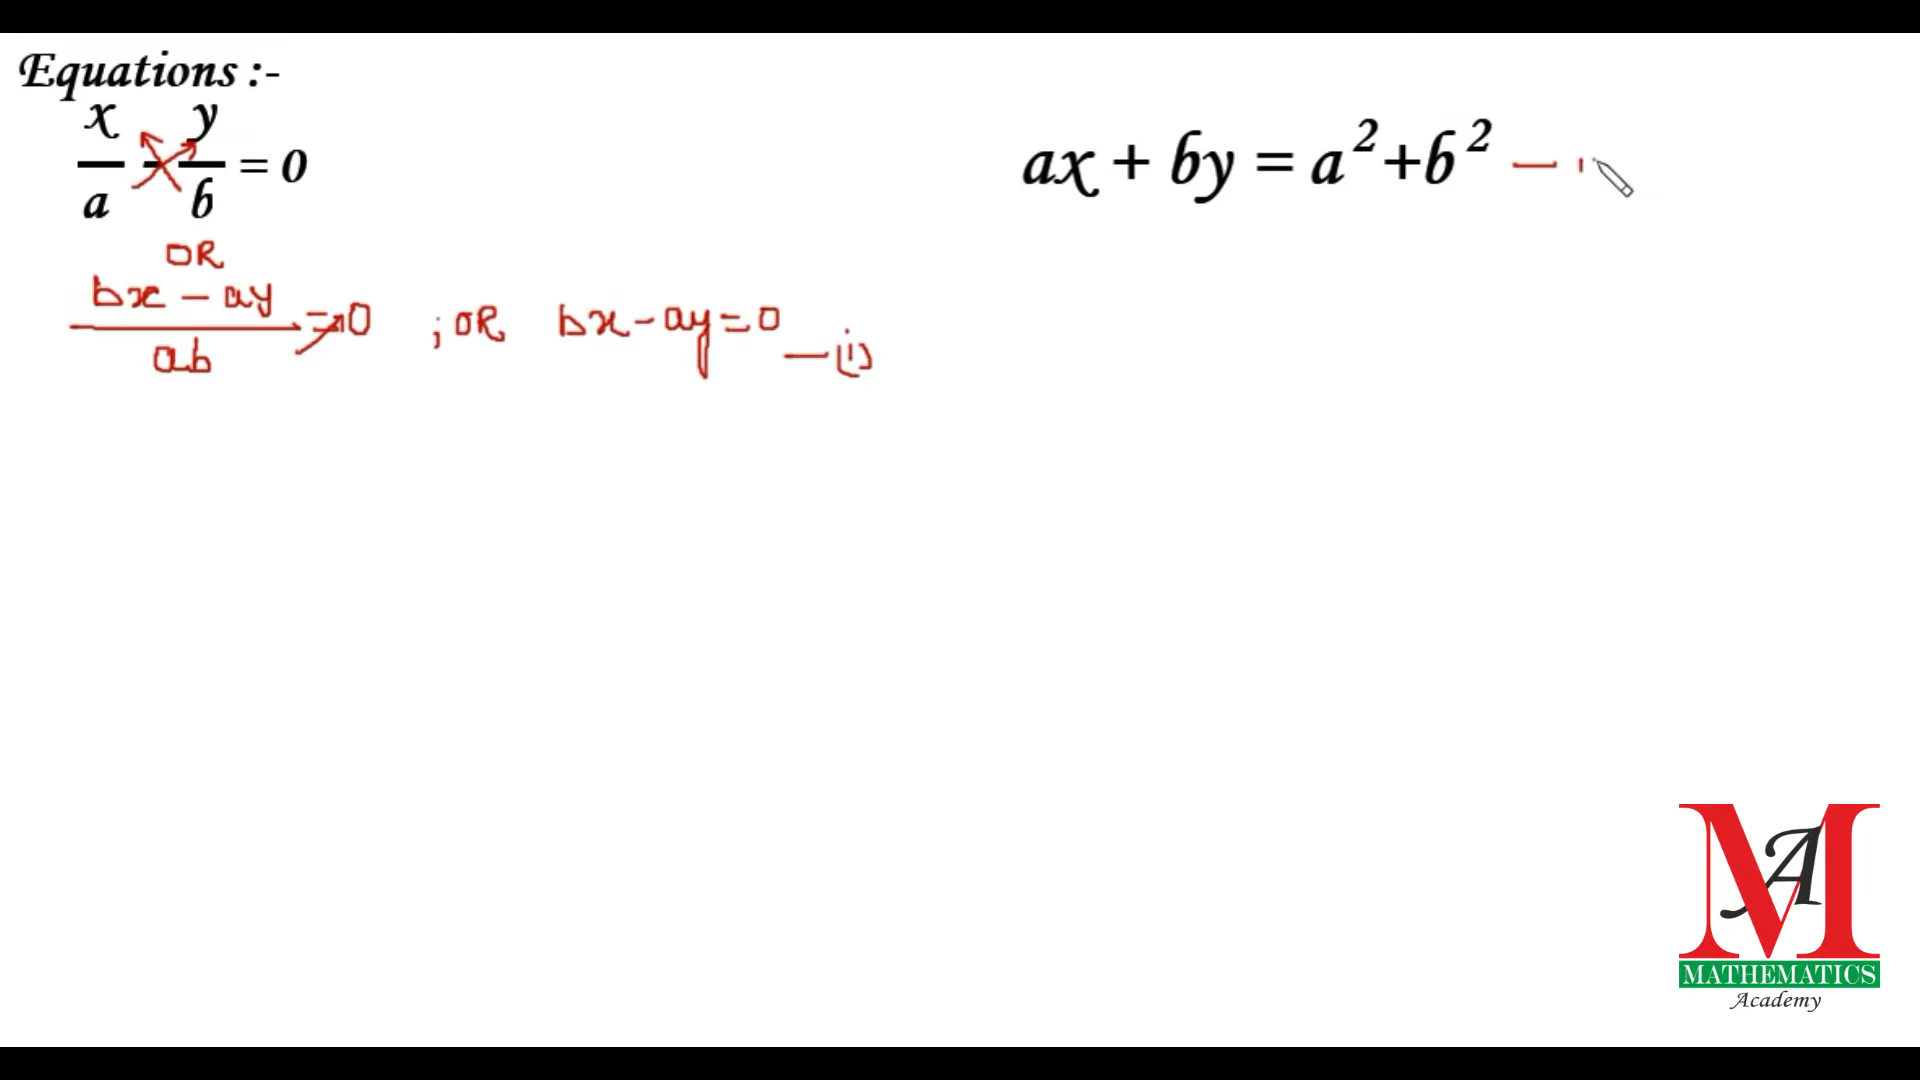 Equations :-
x/a - y/b = 0
ax + by = a²+b² —
OR
bx - ay / ab = 0 ; OR bx - ay = 0 — (i)
MATHEMATICS
Academy